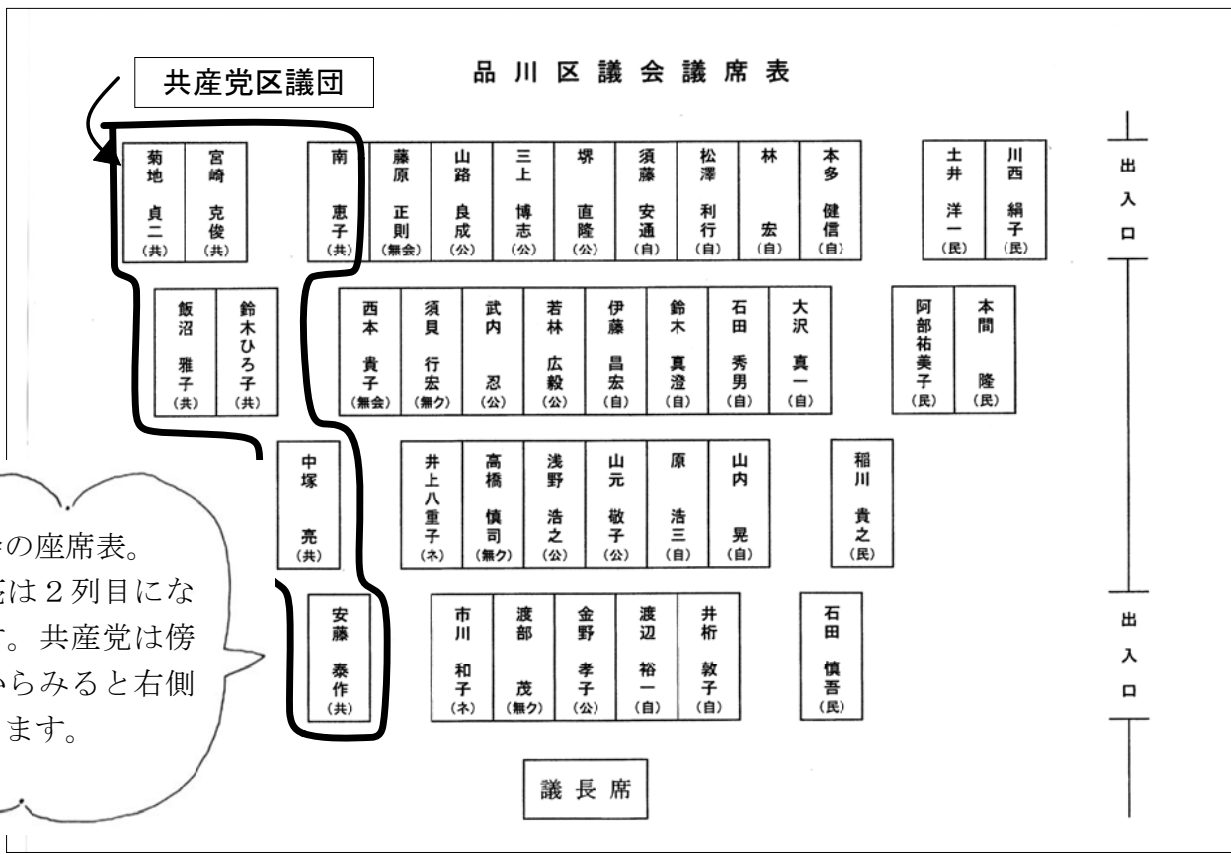 品川区議会議席表
共産党区議団
菊地 貞二 (共)
宮崎 克俊 (共)
南 恵子 (共)
藤原 正則 (無会)
山路 良成 (公)
三上 博志 (公)
堺 直隆 (公)
須藤 安通 (自)
松澤 利行 (自)
林 宏 (自)
本多 健信 (自)
土井 洋一 (民)
川西 絹子 (民)
出入口
飯沼 雅子 (共)
鈴木ひろ子 (共)
西本 貴子 (無会)
須貝 行宏 (無ク)
武内 忍 (公)
若林 広毅 (公)
伊藤 昌宏 (自)
鈴木 真澄 (自)
石田 秀男 (自)
大沢 真一 (自)
阿部祐美子 (民)
本間 隆 (民)
中塚 亮 (共)
井上八重子 (ネ)
高橋 慎司 (無ク)
浅野 浩之 (公)
山元 敬子 (公)
原 浩三 (自)
山内 晃 (自)
稲川 貴之 (民)
の座席表。
は2列目にな
す。共産党は傍
からみると右側
ます。
安藤 泰作 (共)
市川 和子 (ネ)
渡部 茂 (無ク)
金野 孝子 (公)
渡辺 裕一 (自)
井桁 敦子 (自)
石田 慎吾 (民)
出入口
議長席